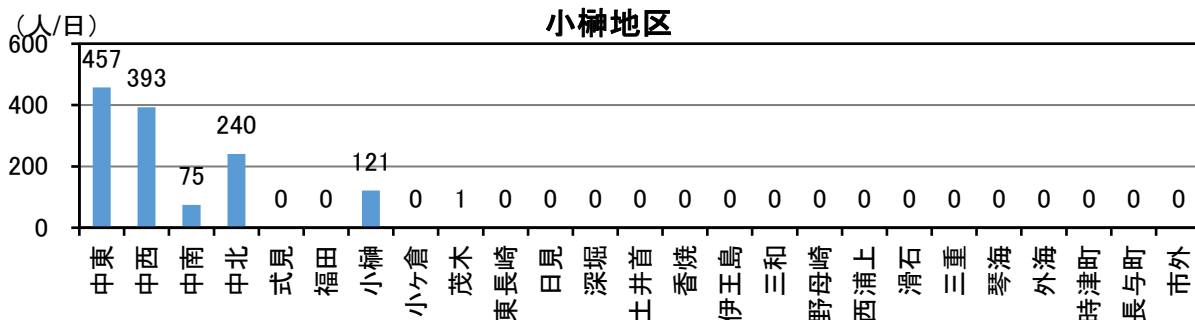 （人/日）
小榊地区
600
400
200
0
457 393 75 240 0 0 121 0 1 0 0 0 0 0 0 0 0 0 0 0 0 0 0 0 0
中東 中西 中南 中北 式見 福田 小榊 小ヶ倉 茂木 東長崎 日見 深堀 土井首 香焼 伊王島 三和 野母崎 西浦上 滑石 三重 琴海 外海 時津町 長与町 市外